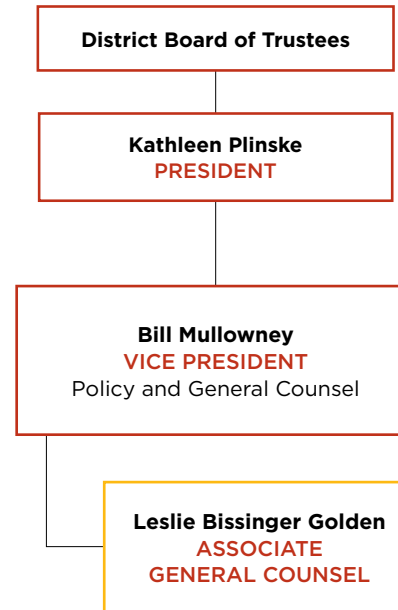 District Board of Trustees
Kathleen Plinske
PRESIDENT
Bill Mullowney
VICE PRESIDENT
Policy and General Counsel
Leslie Bissinger Golden
ASSOCIATE
GENERAL COUNSEL